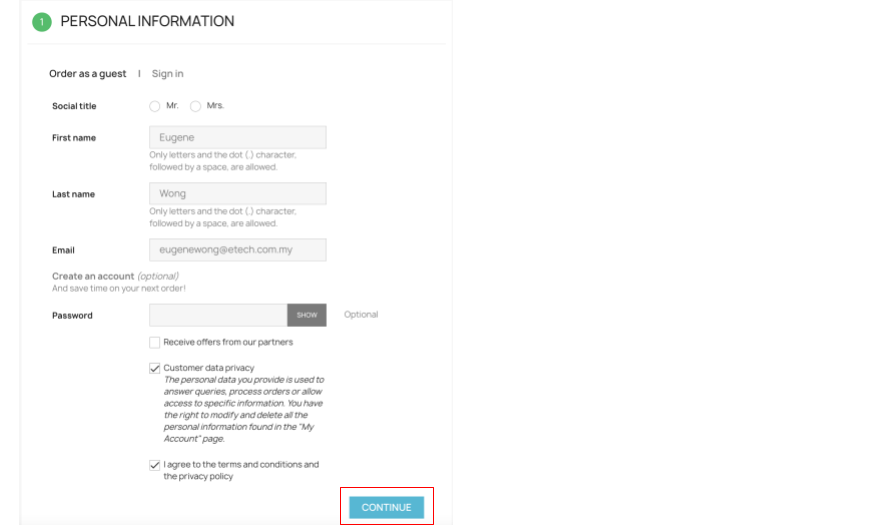 1 PERSONAL INFORMATION
Order as a guest | Sign in
Social title Mr. Mrs.
First name Eugene
Only letters and the dot (.) character,
followed by a space, are allowed.
Last name Wong
Only letters and the dot (.) character,
followed by a space, are allowed.
Email eugenewong@etech.com.my
Create an account (optional)
And save time on your next order!
Password SHOW Optional
Receive offers from our partners
Customer data privacy
The personal data you provide is used to
answer queries, process orders or allow
access to specific information. You have
the right to modify and delete all the
personal information found in the "My
Account" page.
I agree to the terms and conditions and
the privacy policy
CONTINUE